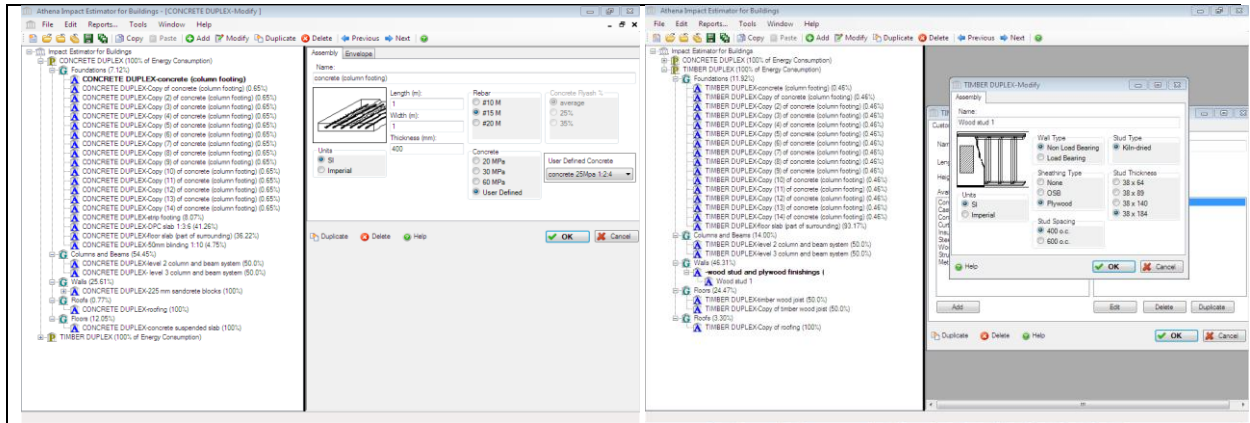 Athena Impact Estimator for Buildings - [CONCRETE DUPLEX-Modify ]
File Edit Reports... Tools Window Help
Copy Paste Add Modify Duplicate Delete Previous Next
Impact Estimator for Buildings
CONCRETE DUPLEX (100% of Energy Consumption)
Foundations (7.12%)
CONCRETE DUPLEX-concrete (column footing)
CONCRETE DUPLEX-Copy of concrete (column footing) (0.65%)
CONCRETE DUPLEX-Copy (2) of concrete (column footing) (0.65%)
CONCRETE DUPLEX-Copy (3) of concrete (column footing) (0.65%)
CONCRETE DUPLEX-Copy (4) of concrete (column footing) (0.65%)
CONCRETE DUPLEX-Copy (5) of concrete (column footing) (0.65%)
CONCRETE DUPLEX-Copy (6) of concrete (column footing) (0.65%)
CONCRETE DUPLEX-Copy (7) of concrete (column footing) (0.65%)
CONCRETE DUPLEX-Copy (8) of concrete (column footing) (0.65%)
CONCRETE DUPLEX-Copy (9) of concrete (column footing) (0.65%)
CONCRETE DUPLEX-Copy (10) of concrete (column footing) (0.65%)
CONCRETE DUPLEX-Copy (11) of concrete (column footing) (0.65%)
CONCRETE DUPLEX-Copy (12) of concrete (column footing) (0.65%)
CONCRETE DUPLEX-Copy (13) of concrete (column footing) (0.65%)
CONCRETE DUPLEX-Copy (14) of concrete (column footing) (0.65%)
CONCRETE DUPLEX-strip footing (8.07%)
CONCRETE DUPLEX-DPC slab 1:3:6 (41.26%)
CONCRETE DUPLEX-floor slab (part of surrounding) (36.22%)
CONCRETE DUPLEX-50mm blinding 1:10 (4.75%)
Columns and Beams (54.45%)
CONCRETE DUPLEX-level 2 column and beam system (50.0%)
CONCRETE DUPLEX- level 3 column and beam system (50.0%)
Walls (25.61%)
CONCRETE DUPLEX-225 mm sandcrete blocks (100%)
Roofs (0.77%)
CONCRETE DUPLEX-roofing (100%)
Floors (12.05%)
CONCRETE DUPLEX-concrete suspended slab (100%)
TIMBER DUPLEX (100% of Energy Consumption)
Assembly Envelope
Name:
concrete (column footing)
Length (m):
1
Width (m):
1
Thickness (mm):
400
Units
SI
Imperial
Rebar
#10 M
#15 M
#20 M
Concrete
20 MPa
30 MPa
60 MPa
User Defined
Concrete Flyash %
average
25%
35%
User Defined Concrete
concrete 25Mpa 1:2:4
Duplicate Delete Help OK Cancel
Athena Impact Estimator for Buildings
File Edit Reports... Tools Window Help
Copy Paste Add Modify Duplicate Delete Previous Next
Impact Estimator for Buildings
CONCRETE DUPLEX (100% of Energy Consumption)
TIMBER DUPLEX (100% of Energy Consumption)
Foundations (11.92%)
TIMBER DUPLEX-concrete (column footing) (0.46%)
TIMBER DUPLEX-Copy of concrete (column footing) (0.46%)
TIMBER DUPLEX-Copy (2) of concrete (column footing) (0.46%)
TIMBER DUPLEX-Copy (3) of concrete (column footing) (0.46%)
TIMBER DUPLEX-Copy (4) of concrete (column footing) (0.46%)
TIMBER DUPLEX-Copy (5) of concrete (column footing) (0.46%)
TIMBER DUPLEX-Copy (6) of concrete (column footing) (0.46%)
TIMBER DUPLEX-Copy (7) of concrete (column footing) (0.46%)
TIMBER DUPLEX-Copy (8) of concrete (column footing) (0.46%)
TIMBER DUPLEX-Copy (9) of concrete (column footing) (0.46%)
TIMBER DUPLEX-Copy (10) of concrete (column footing) (0.46%)
TIMBER DUPLEX-Copy (11) of concrete (column footing) (0.46%)
TIMBER DUPLEX-Copy (12) of concrete (column footing) (0.46%)
TIMBER DUPLEX-Copy (13) of concrete (column footing) (0.46%)
TIMBER DUPLEX-Copy (14) of concrete (column footing) (0.46%)
TIMBER DUPLEX-floor slab (part of surrounding) (93.17%)
Columns and Beams (14.00%)
TIMBER DUPLEX-level 2 column and beam system (50.0%)
TIMBER DUPLEX-level 3 column and beam system (50.0%)
Walls (46.31%)
-wood stud and plywood finishings (
Wood stud 1
Floors (24.47%)
TIMBER DUPLEX-timber wood joist (50.0%)
TIMBER DUPLEX-Copy of timber wood joist (50.0%)
Roofs (3.30%)
TIMBER DUPLEX-Copy of roofing (100%)
TIMBER DUPLEX-Modify
Assembly
Name:
Wood stud 1
Units
SI
Imperial
Wall Type
Non Load Bearing
Load Bearing
Sheathing Type
None
OSB
Plywood
Stud Spacing
400 o.c.
600 o.c.
Stud Type
Kiln-dried
Stud Thickness
38 x 64
38 x 89
38 x 140
38 x 184
Help OK Cancel
Add Edit Delete Duplicate
Duplicate Delete Help OK Cancel